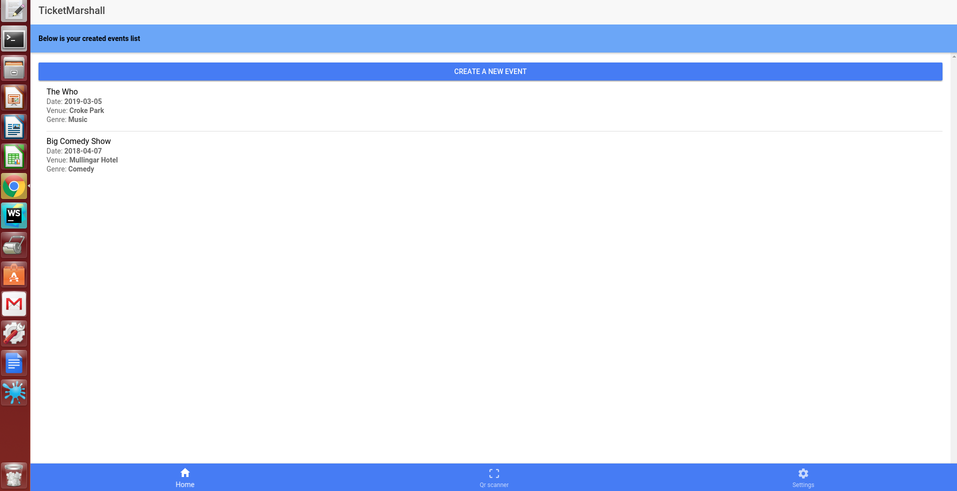 TicketMarshall
Below is your created events list
CREATE A NEW EVENT
The Who
Date: 2019-03-05
Venue: Croke Park
Genre: Music
Big Comedy Show
Date: 2018-04-07
Venue: Mullingar Hotel
Genre: Comedy
WS
Home
Qr scanner
Settings